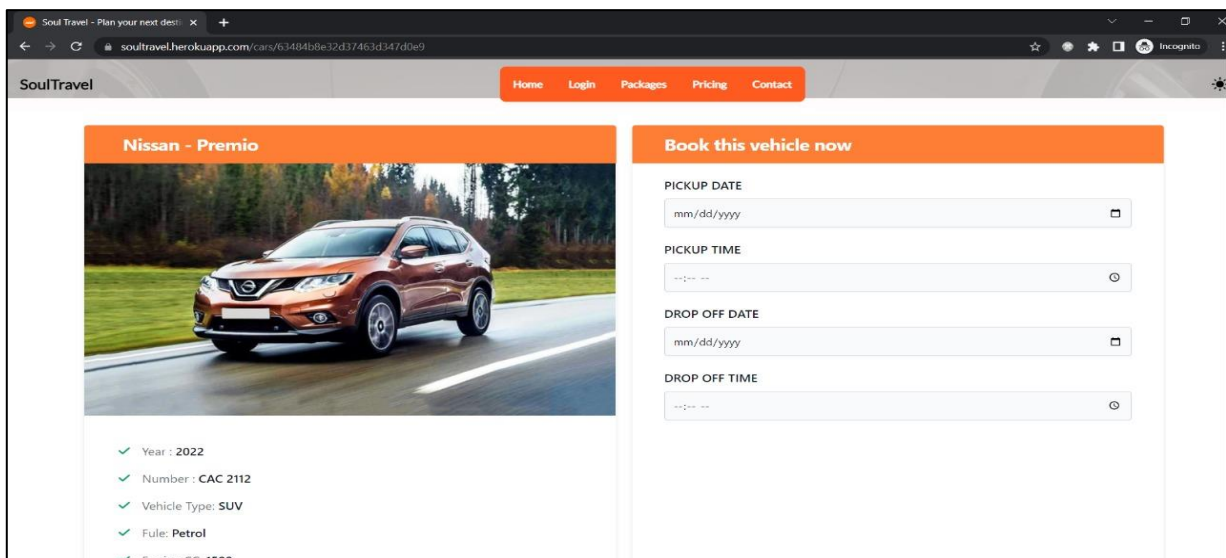 Soul Travel - Plan your next desti
soultravel.herokuapp.com/cars/63484b8e32d37463d347d0e9
Incognito
SoulTravel
Home Login Packages Pricing Contact
Nissan - Premio
Year : 2022
Number : CAC 2112
Vehicle Type: SUV
Fule: Petrol
Book this vehicle now
PICKUP DATE
mm/dd/yyyy
PICKUP TIME
--:-- --
DROP OFF DATE
mm/dd/yyyy
DROP OFF TIME
--:-- --